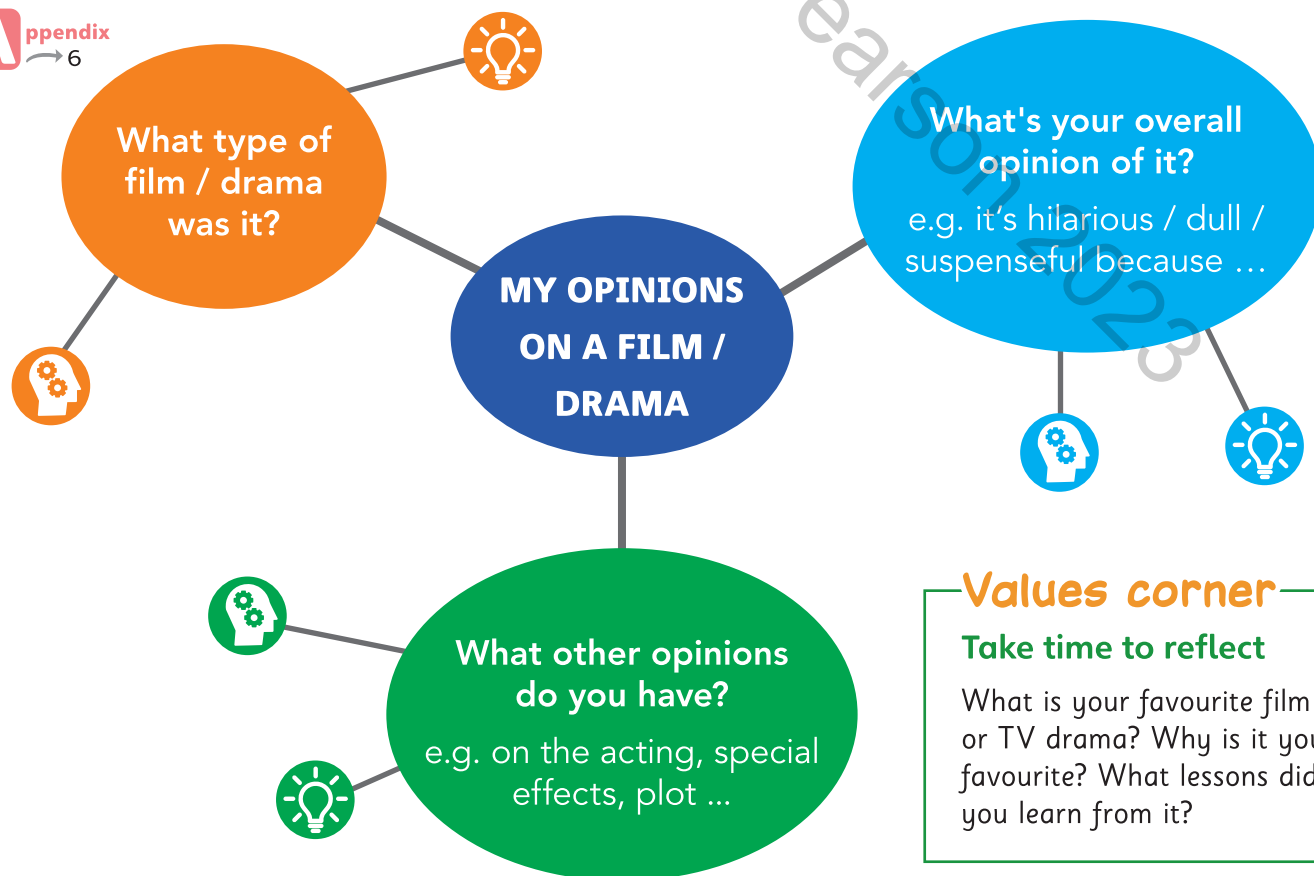 ppendix
6
What type of
film / drama
was it?
What's your overall
opinion of it?
e.g. it's hilarious / dull /
suspenseful because ...
MY OPINIONS
ON A FILM /
DRAMA
What other opinions
do you have?
e.g. on the acting, special
effects, plot ...
Values corner
Take time to reflect
What is your favourite film
or TV drama? Why is it you
favourite? What lessons did
you learn from it?
earson 2023